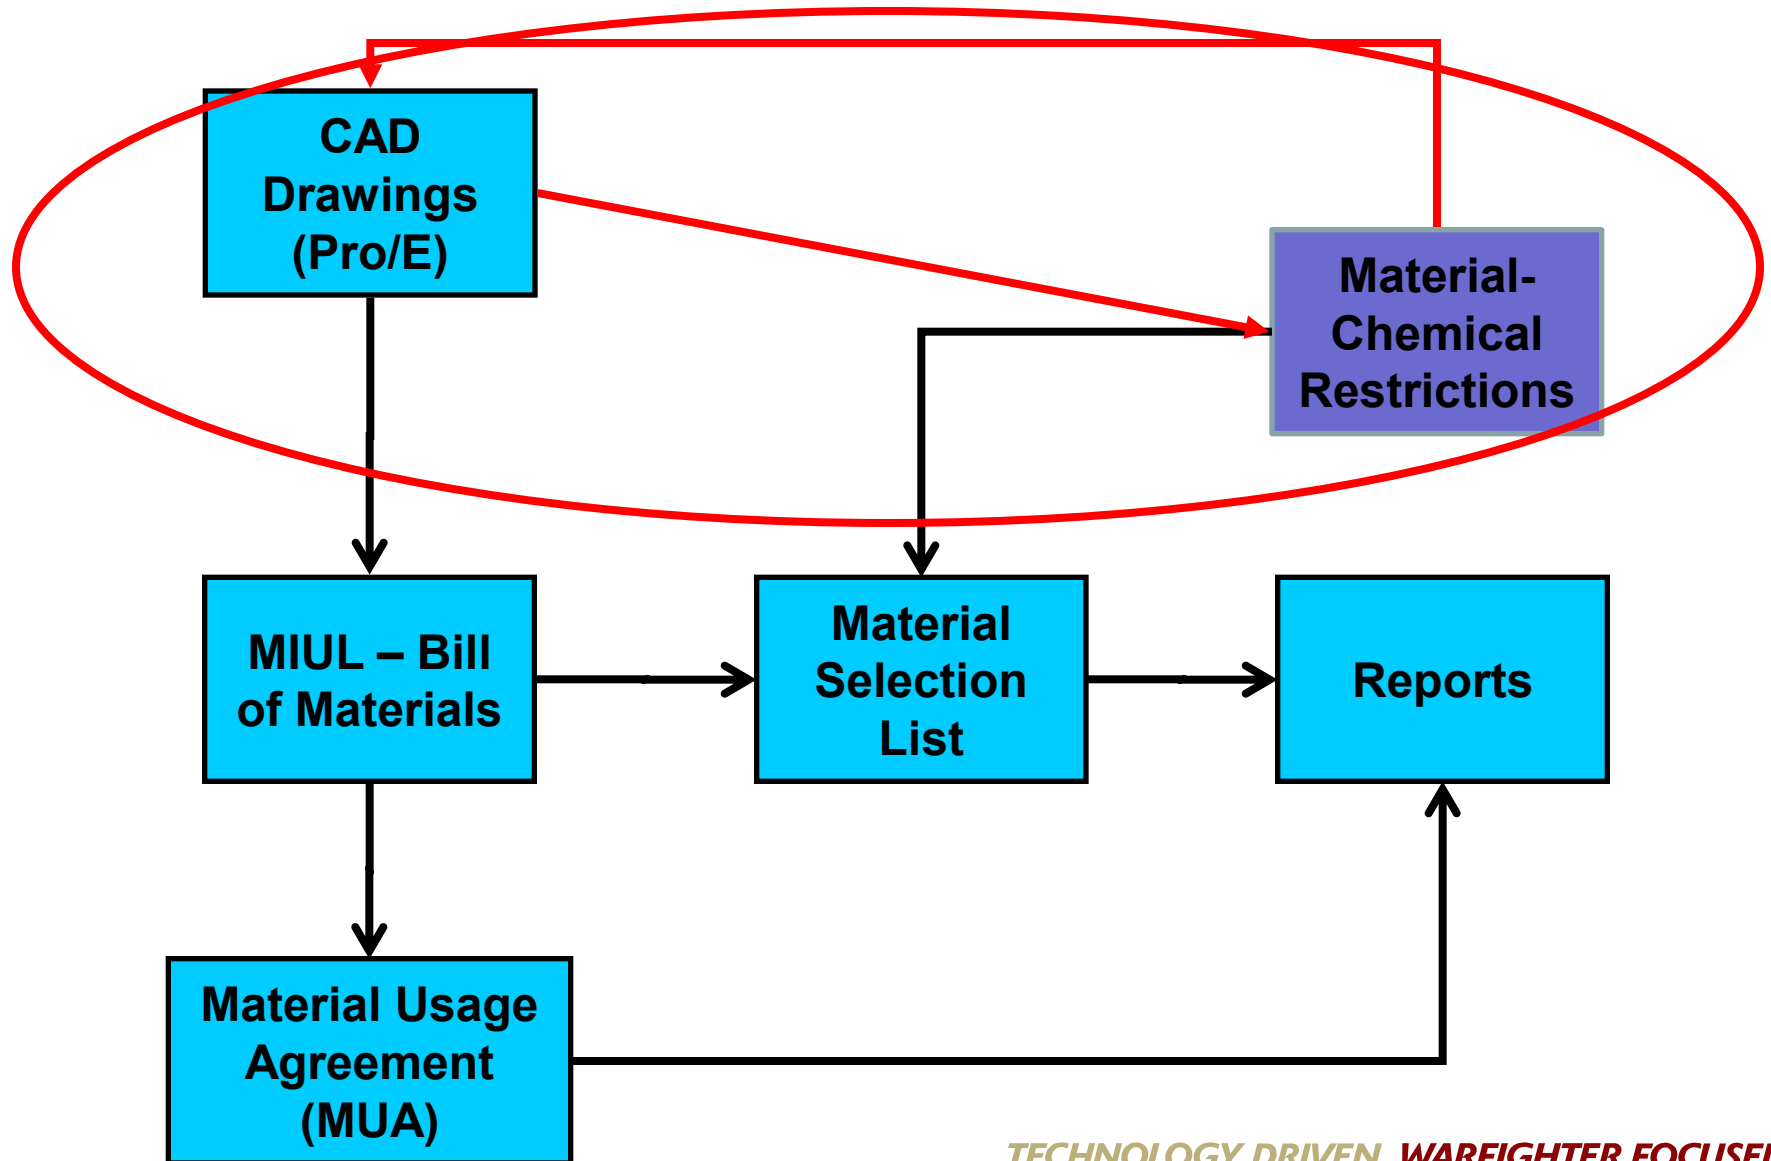 CAD
Drawings
(Pro/E)
Material-
Chemical
Restrictions
MIUL – Bill
of Materials
Material
Selection
List
Reports
Material Usage
Agreement
(MUA)
TECHNOLOGY DRIVEN. WARFIGHTER FOCUSED